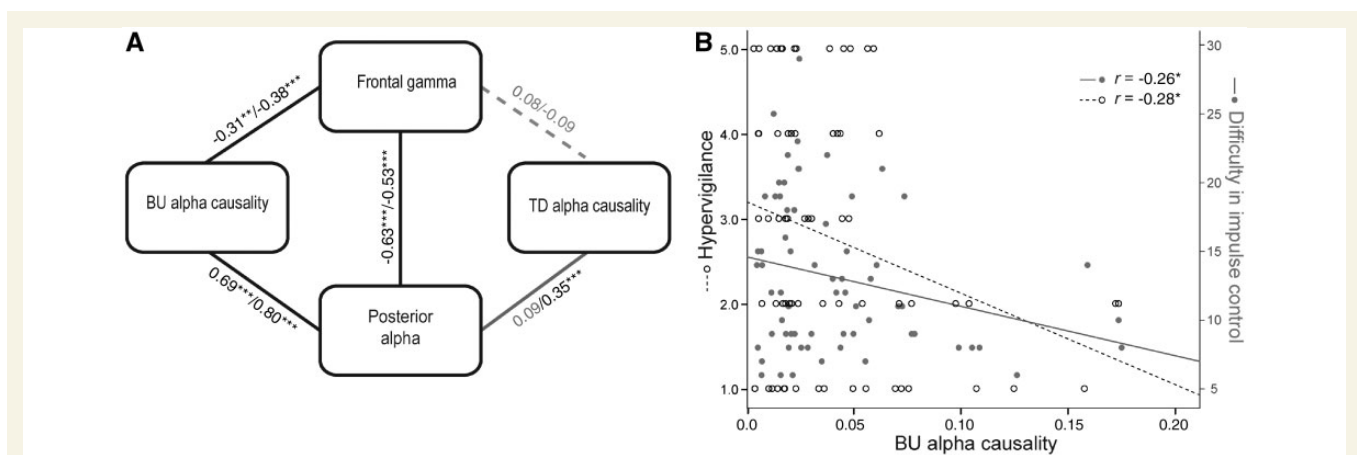 A
Frontal gamma
-0.31**/-0.38***
0.08/-0.09
BU alpha causality
-0.63***/-0.53***
TD alpha causality
0.69***/0.80***
0.09/0.35***
Posterior
alpha
B
5.0
4.0
3.0
2.0
1.0
Hypervigilance
r = -0.26*
r = -0.28*
30
25
20
15
10
5
Difficulty in impulse control
0.0
0.05
0.10
0.15
0.20
BU alpha causality